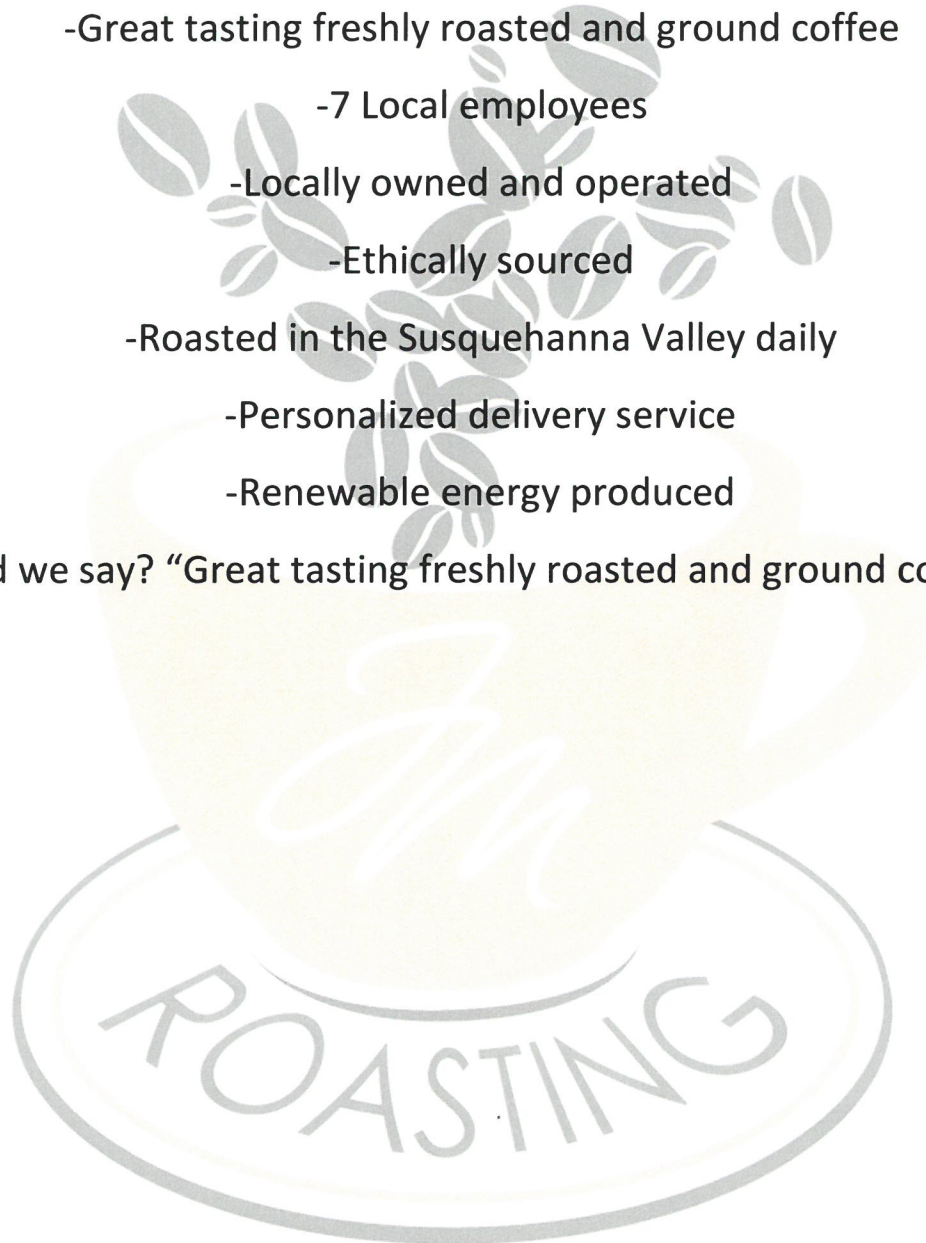 -Great tasting freshly roasted and ground coffee
-7 Local employees
-Locally owned and operated
-Ethically sourced
-Roasted in the Susquehanna Valley daily
-Personalized delivery service
-Renewable energy produced
we say? “Great tasting freshly roasted and ground
JM
ROASTING